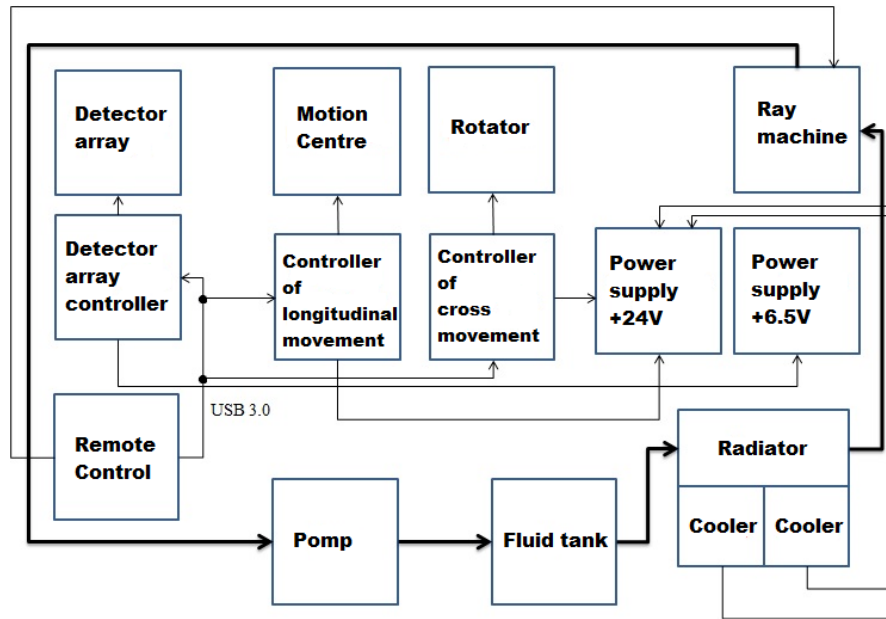 Detector
array
Motion
Centre
Rotator
Ray
machine
Detector
array
controller
Controller
of
longitudinal
movement
Controller
of
cross
movement
Power
supply
+24V
Power
supply
+6.5V
USB 3.0
Remote
Control
Radiator
Cooler
Cooler
Pomp
Fluid tank